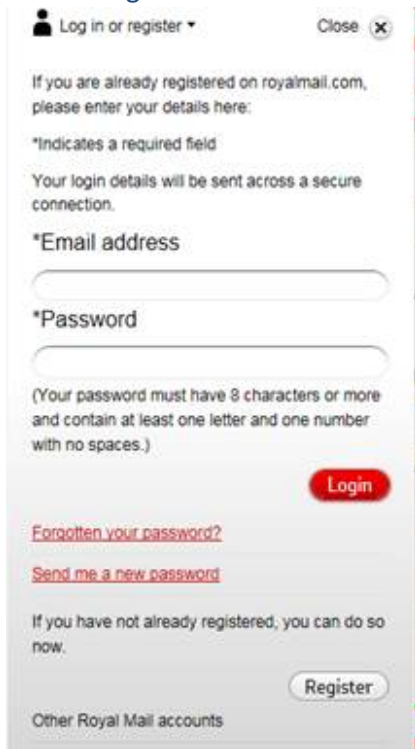 Log in or register ▾ Close
If you are already registered on royalmail.com,
please enter your details here:
*Indicates a required field
Your login details will be sent across a secure
connection.
*Email address
*Password
(Your password must have 8 characters or more
and contain at least one letter and one number
with no spaces.)
Login
Forgotten your password?
Send me a new password
If you have not already registered, you can do so
now.
Register
Other Royal Mail accounts